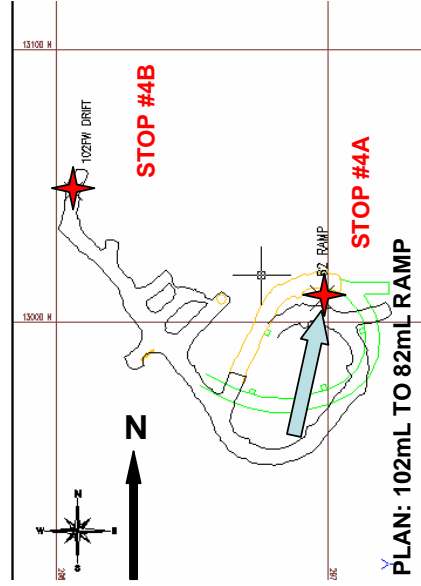 13100 N
102FW DRIFT
STOP #4B
STOP #4A
82 RAMP
13000 N
N
N
W
E
S
PLAN: 102mL TO 82mL RAMP